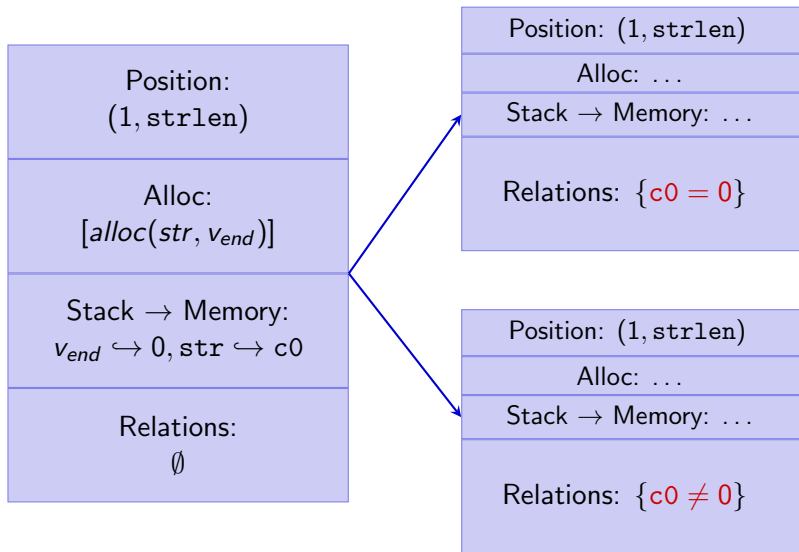 Position:
(1, strlen)
Alloc:
[alloc(str, v_end)]
Stack → Memory:
v_end ↪ 0, str ↪ c0
Relations:
∅
Position: (1, strlen)
Alloc: …
Stack → Memory: …
Relations: {c0 = 0}
Position: (1, strlen)
Alloc: …
Stack → Memory: …
Relations: {c0 ≠ 0}